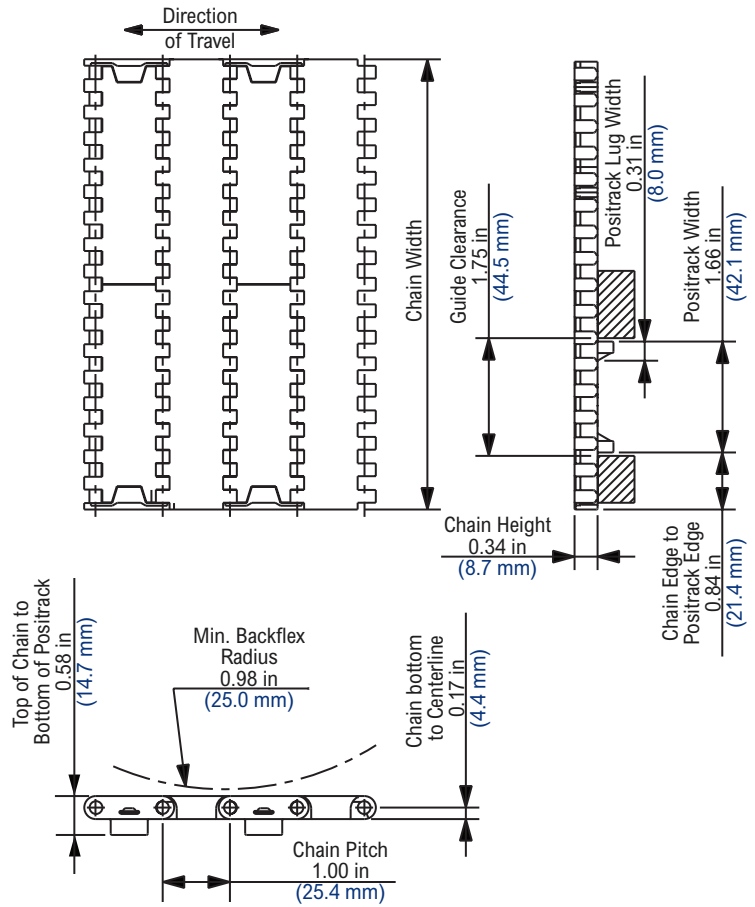 Direction
of Travel
Chain Width
Guide Clearance
1.75 in
(44.5 mm)
Positrack Lug Width
0.31 in
(8.0 mm)
Positrack Width
1.66 in
(42.1 mm)
Chain Height
0.34 in
(8.7 mm)
Chain Edge to
Positrack Edge
0.84 in
(21.4 mm)
Top of Chain to
Bottom of Positrack
0.58 in
(14.7 mm)
Min. Backflex
Radius
0.98 in
(25.0 mm)
Chain bottom
to Centerline
0.17 in
(4.4 mm)
Chain Pitch
1.00 in
(25.4 mm)